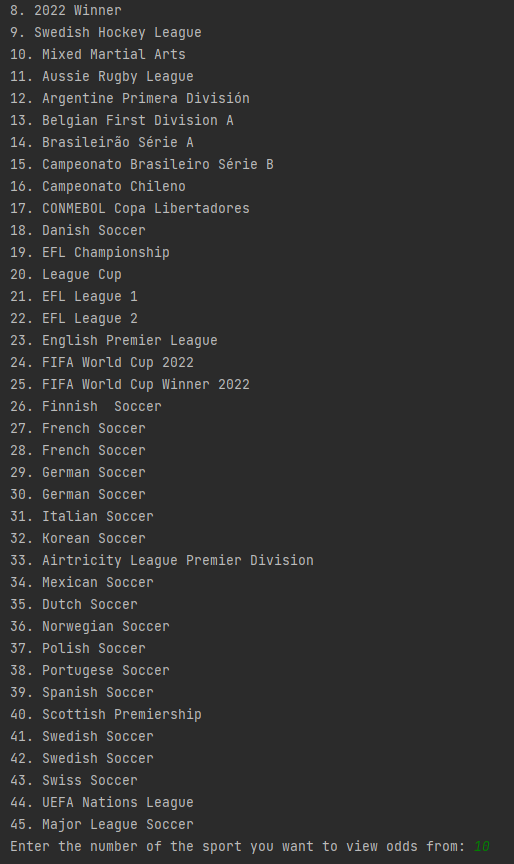 8. 2022 Winner
9. Swedish Hockey League
10. Mixed Martial Arts
11. Aussie Rugby League
12. Argentine Primera División
13. Belgian First Division A
14. Brasileirão Série A
15. Campeonato Brasileiro Série B
16. Campeonato Chileno
17. CONMEBOL Copa Libertadores
18. Danish Soccer
19. EFL Championship
20. League Cup
21. EFL League 1
22. EFL League 2
23. English Premier League
24. FIFA World Cup 2022
25. FIFA World Cup Winner 2022
26. Finnish  Soccer
27. French Soccer
28. French Soccer
29. German Soccer
30. German Soccer
31. Italian Soccer
32. Korean Soccer
33. Airtricity League Premier Division
34. Mexican Soccer
35. Dutch Soccer
36. Norwegian Soccer
37. Polish Soccer
38. Portugese Soccer
39. Spanish Soccer
40. Scottish Premiership
41. Swedish Soccer
42. Swedish Soccer
43. Swiss Soccer
44. UEFA Nations League
45. Major League Soccer
Enter the number of the sport you want to view odds from: 10